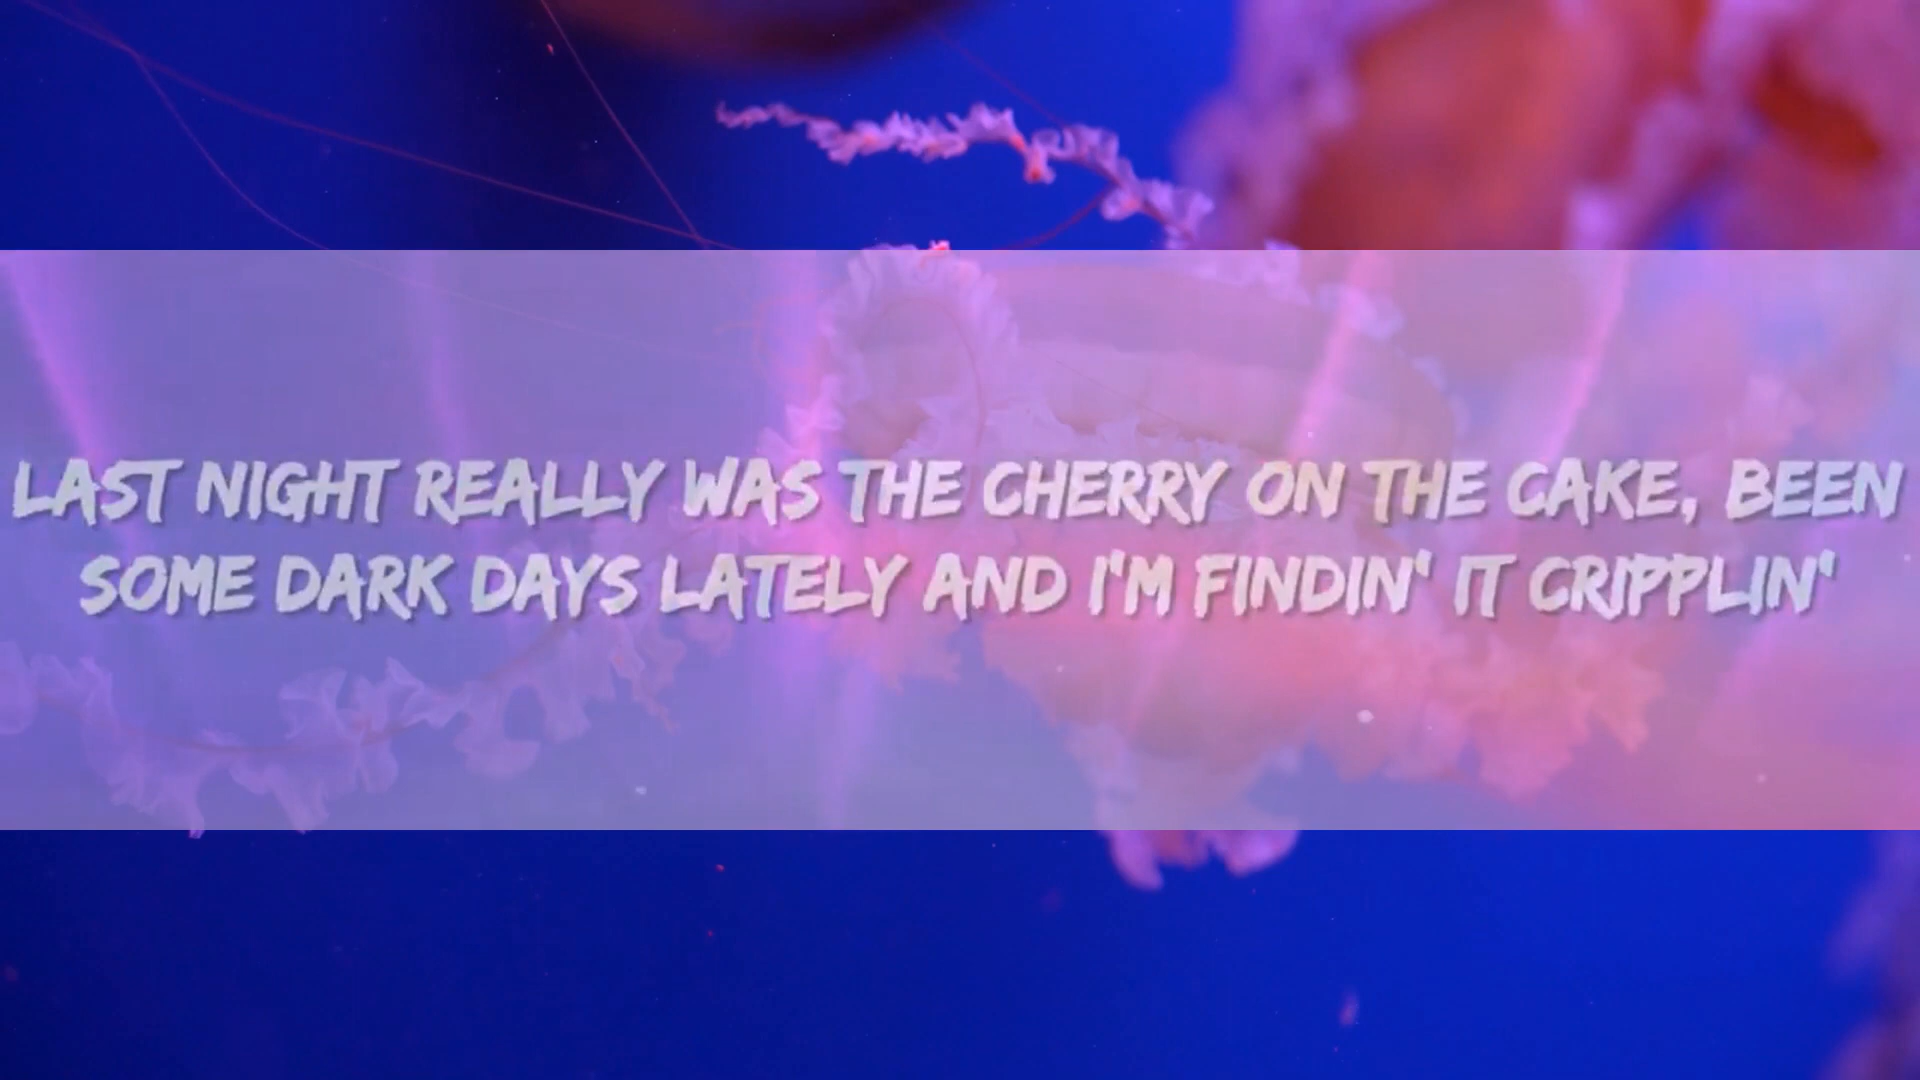 LAST NIGHT REALLY WAS THE CHERRY ON THE CAKE, BEEN
SOME DARK DAYS LATELY AND I'M FINDIN' IT CRIPPLIN'